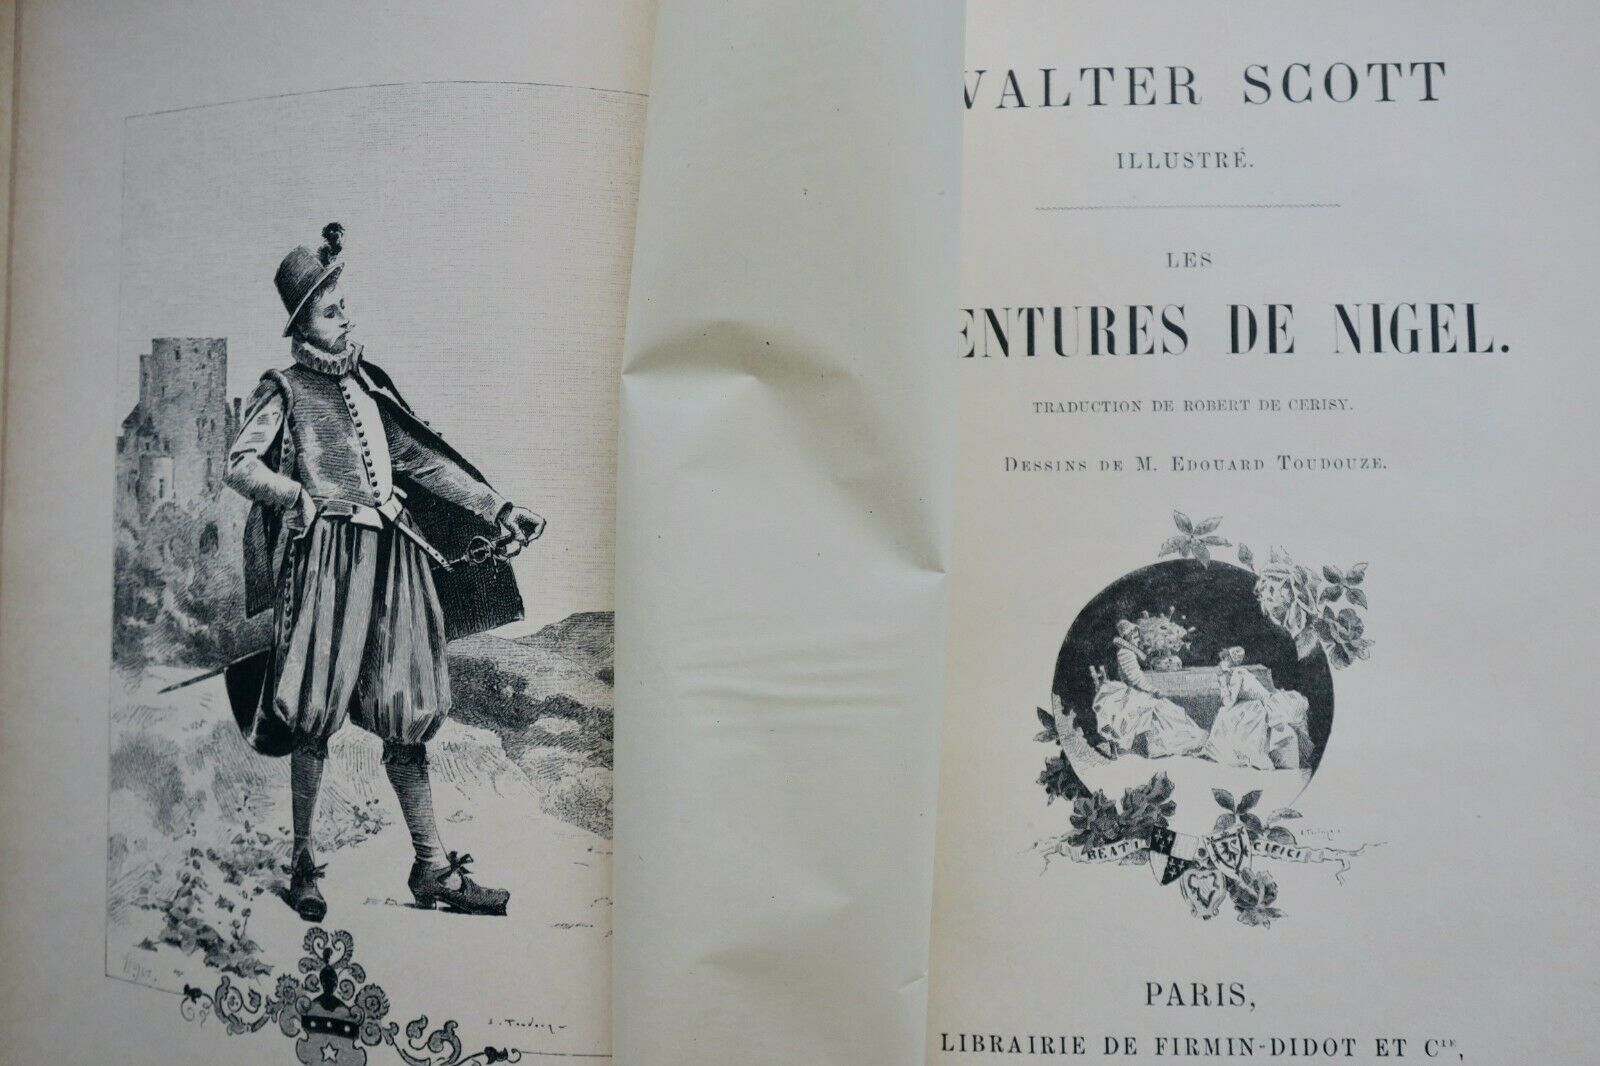 VALTER SCOTT
ILLUSTRÉ.
LES
ENTURES DE NIGEL.
TRADUCTION DE ROBERT DE CERISY.
DESSINS DE M. EDOUARD TOUDOUZE.
BEATI
PARIS,
LIBRAIRIE DE FIRMIN-DIDOT ET CIE,